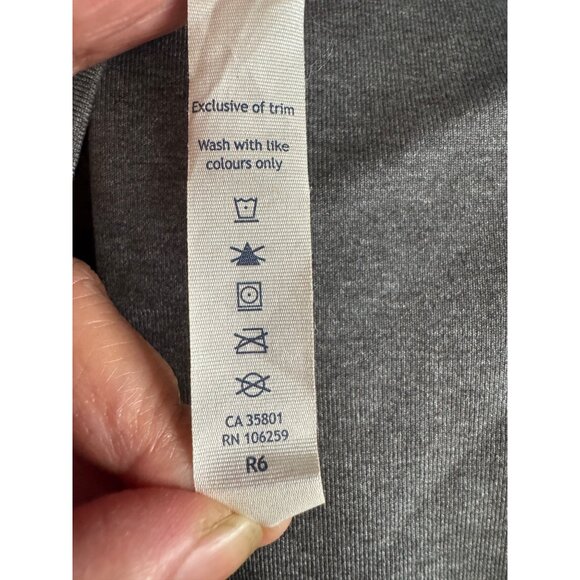 Exclusive of trim
Wash with like
colours only
CA 35801
RN 106259
R6